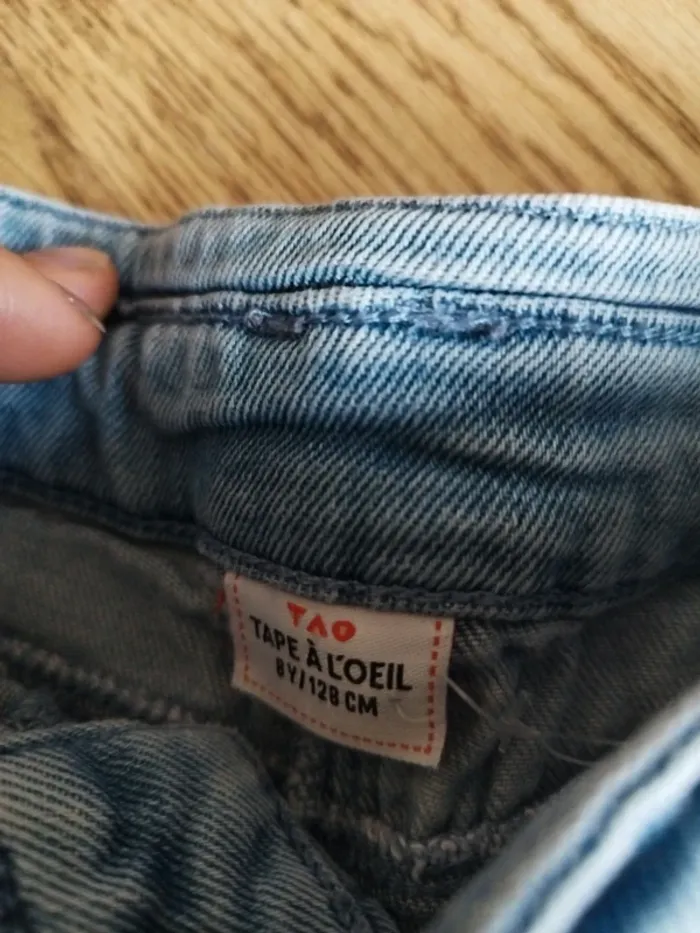 TAO
TAPE À L'OEIL
8Y/128 CM